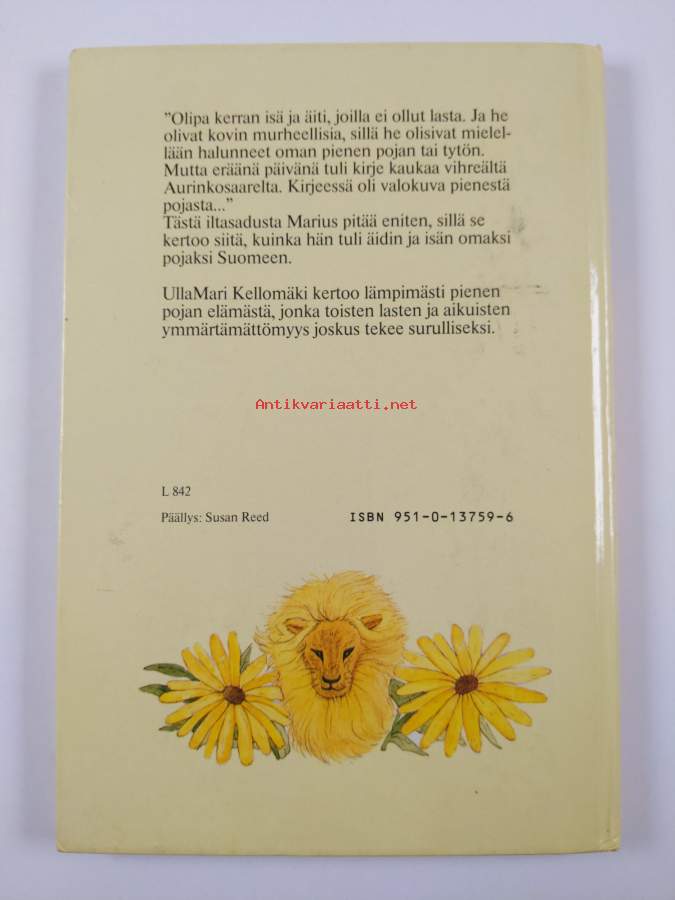 "Olipa kerran isä ja äiti, joilla ei ollut lasta. Ja he
olivat kovin murheellisia, sillä he olisivat mielel-
lään halunneet oman pienen pojan tai tytön.
Mutta eräänä päivänä tuli kirje kaukaa vihreältä
Aurinkosaarelta. Kirjeessä oli valokuva pienestä
pojasta..."
Tästä iltasadusta Marius pitää eniten, sillä se
kertoo siitä, kuinka hän tuli äidin ja isän omaksi
pojaksi Suomeen.
UllaMari Kellomäki kertoo lämpimästi pienen
pojan elämästä, jonka toisten lasten ja aikuisten
ymmärtämättömyys joskus tekee surulliseksi.
Antikvariaatti.net
L 842
Päällys: Susan Reed ISBN 951-0-13759-6